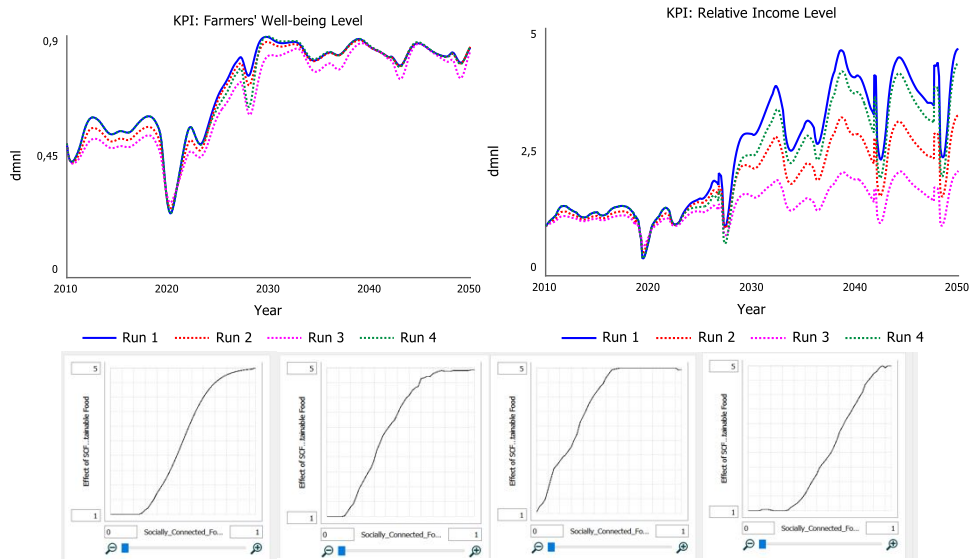 KPI: Farmers' Well-being Level
0,9
0,45
0
dmnl
2010 2020 2030 2040 2050
Year
Run 1 Run 2 Run 3 Run 4
KPI: Relative Income Level
5
2,5
0
dmnl
2010 2020 2030 2040 2050
Year
Run 1 Run 2 Run 3 Run 4
5
Effect of SCF...tainable Food
1
0 Socially_Connected_Fo... 1
5
Effect of SCF...tainable Food
1
0 Socially_Connected_Fo... 1
5
Effect of SCF...tainable Food
1
0 Socially_Connected_Fo... 1
5
Effect of SCF...tainable Food
1
0 Socially_Connected_Fo... 1